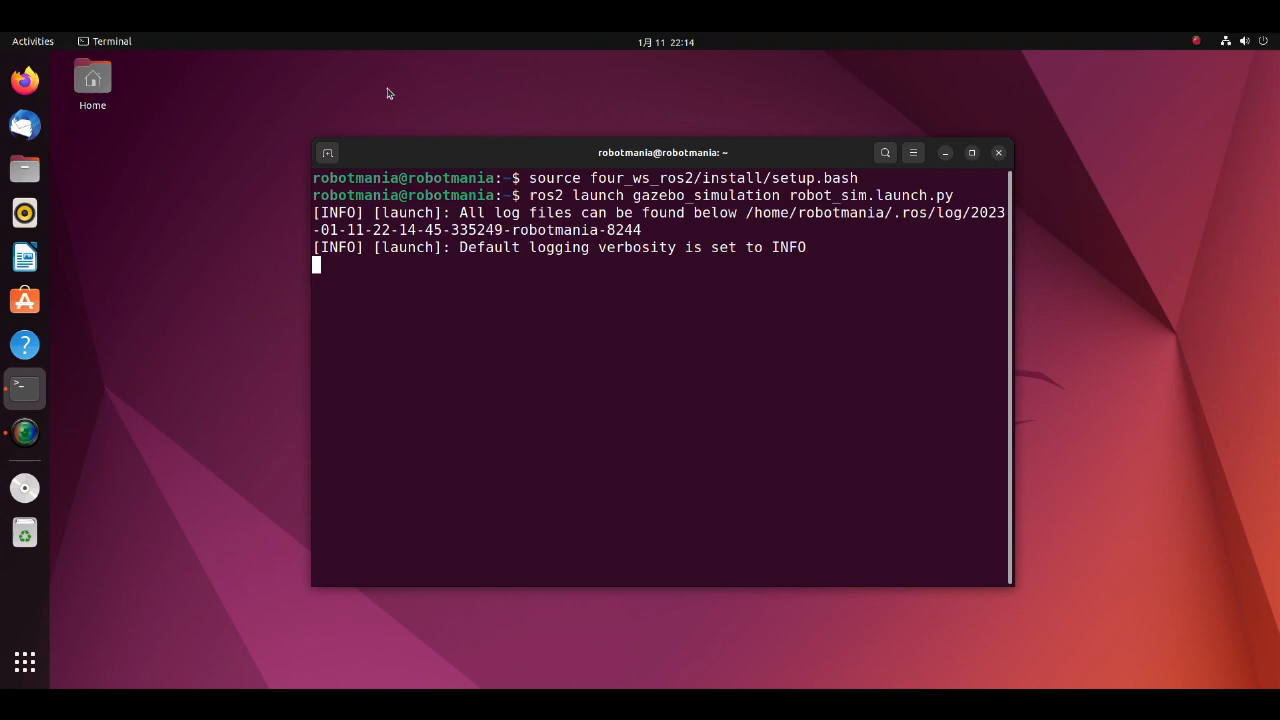 Activities
Terminal
1月 11 22:14
Home
robotmania@robotmania: ~
robotmania@robotmania:~$ source four_ws_ros2/install/setup.bash
robotmania@robotmania:~$ ros2 launch gazebo_simulation robot_sim.launch.py
[INFO] [launch]: All log files can be found below /home/robotmania/.ros/log/2023
-01-11-22-14-45-335249-robotmania-8244
[INFO] [launch]: Default logging verbosity is set to INFO